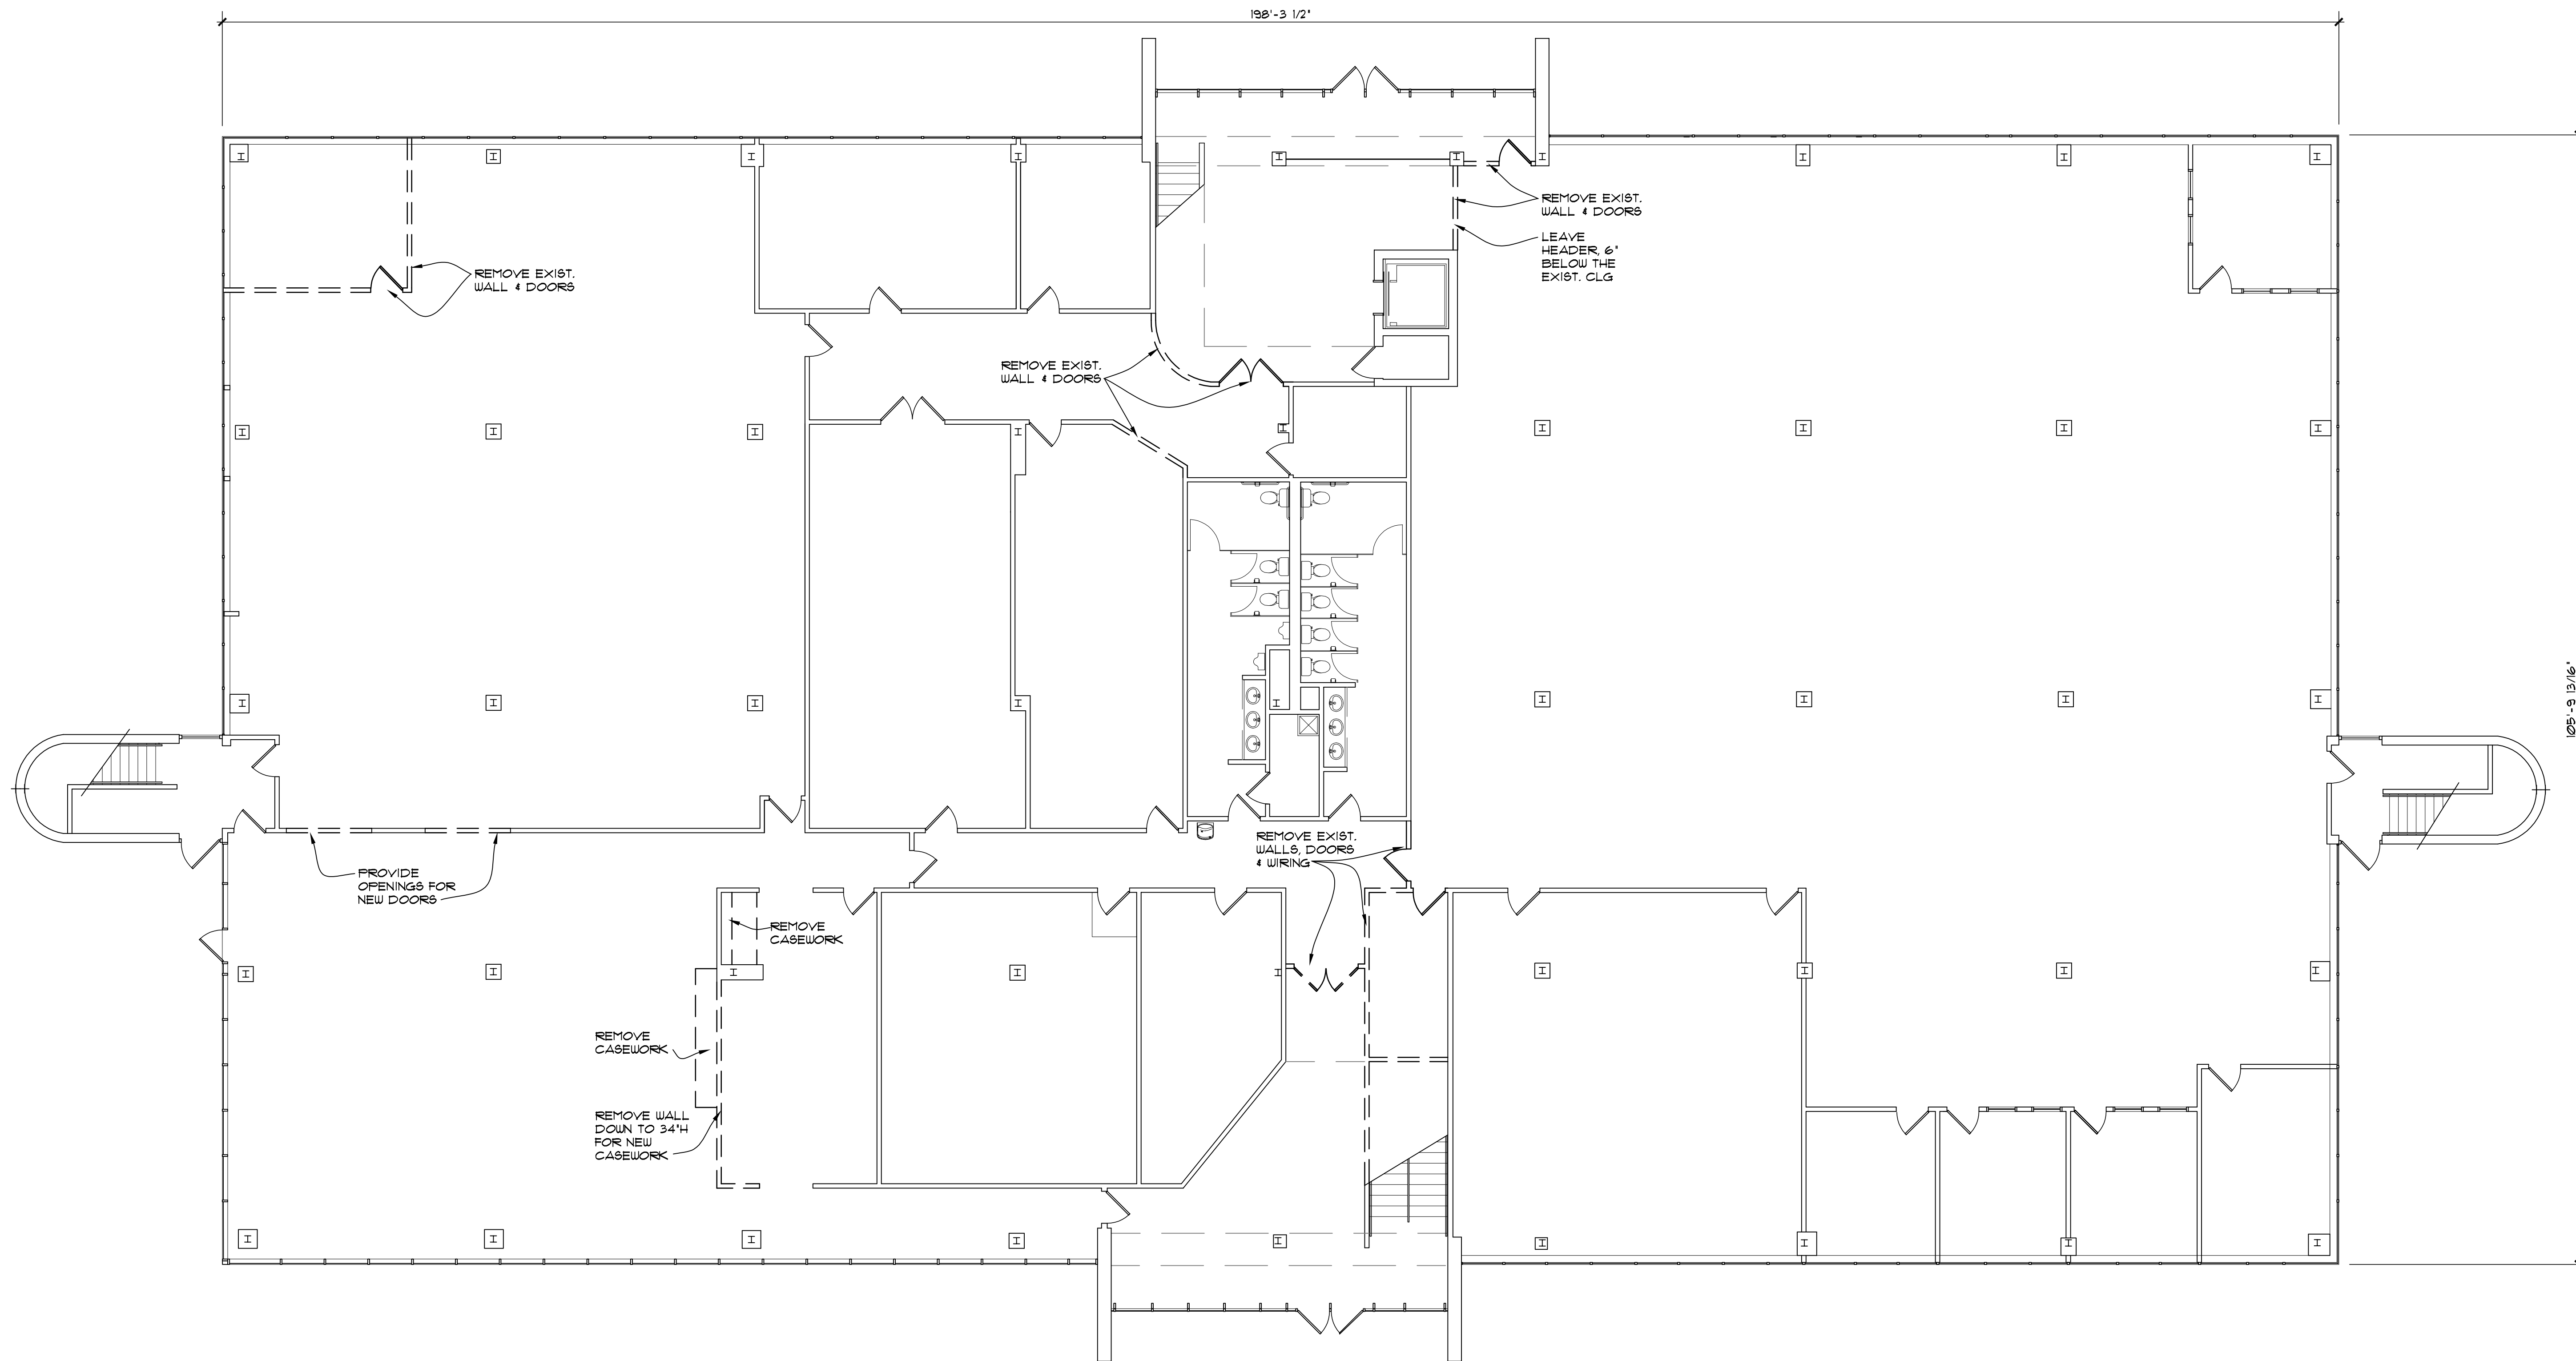 198'-3 1/2"
REMOVE EXIST.
WALL & DOORS
LEAVE
HEADER, 6"
BELOW THE
EXIST. CLG
REMOVE EXIST.
WALL & DOORS
REMOVE EXIST.
WALL & DOORS
105'-9 13/16"
REMOVE EXIST.
WALLS, DOORS
& WIRING
PROVIDE
OPENINGS FOR
NEW DOORS
REMOVE
CASEWORK
REMOVE
CASEWORK
REMOVE WALL
DOWN TO 34"H
FOR NEW
CASEWORK